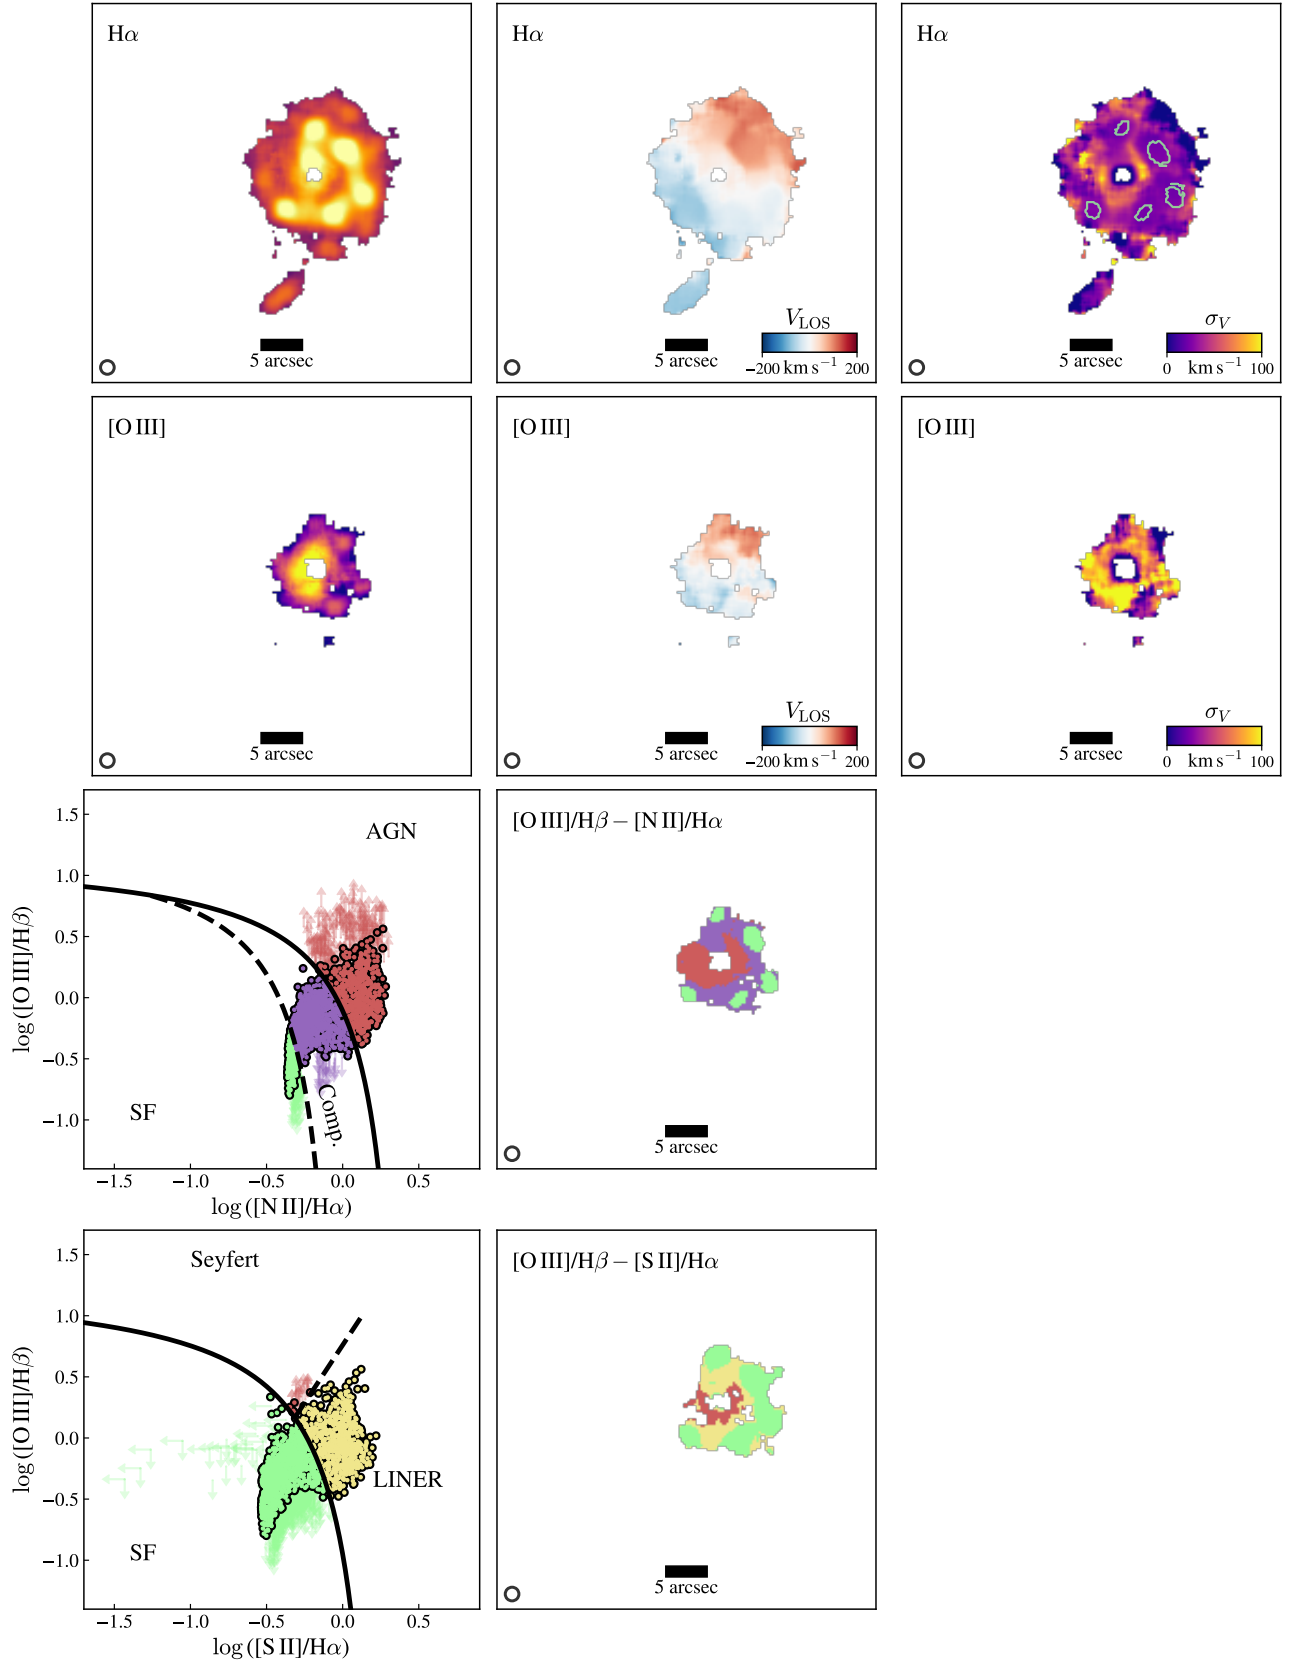 Hα
Hα
Hα
5 arcsec
V_LOS
−200 km s⁻¹ 200
5 arcsec
σ_V
0 km s⁻¹ 100
5 arcsec
[O III]
[O III]
[O III]
5 arcsec
V_LOS
−200 km s⁻¹ 200
5 arcsec
σ_V
0 km s⁻¹ 100
5 arcsec
log ([O III]/Hβ)
1.5
1.0
0.5
0.0
−0.5
−1.0
AGN
SF
Comp.
−1.5 −1.0 −0.5 0.0 0.5
log ([N II]/Hα)
[O III]/Hβ − [N II]/Hα
5 arcsec
log ([O III]/Hβ)
1.5
1.0
0.5
0.0
−0.5
−1.0
Seyfert
LINER
SF
−1.5 −1.0 −0.5 0.0 0.5
log ([S II]/Hα)
[O III]/Hβ − [S II]/Hα
5 arcsec